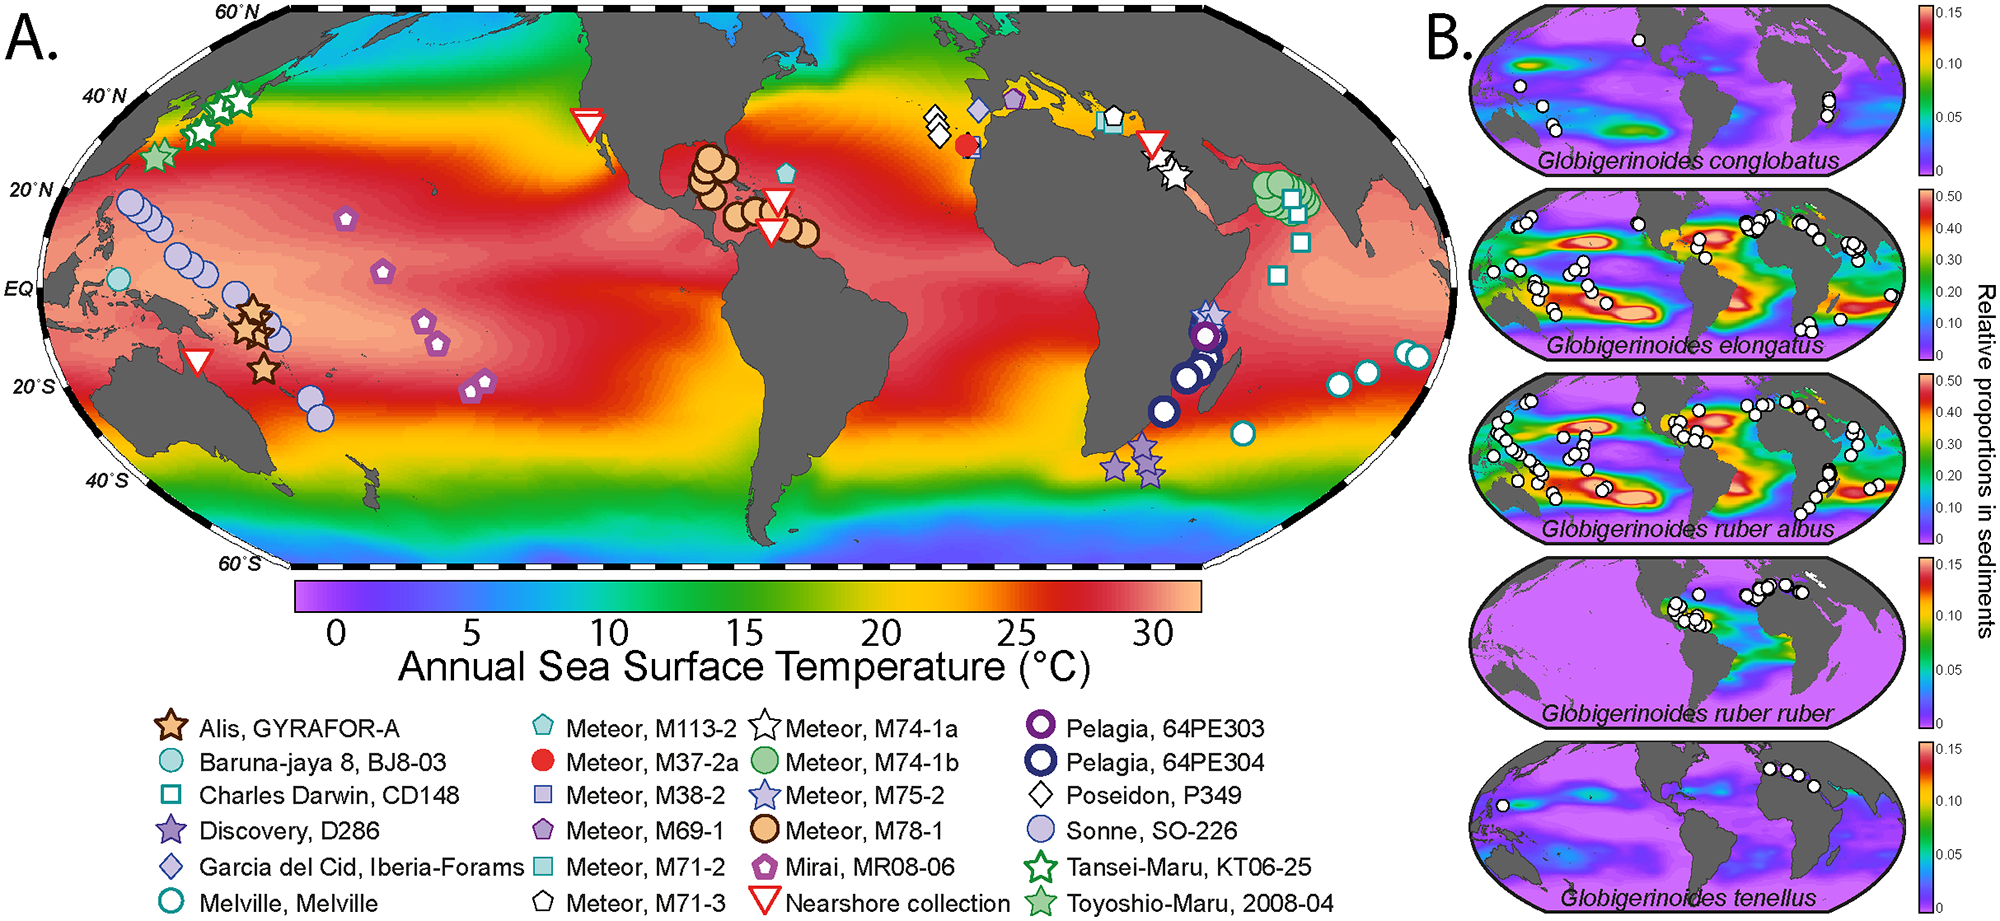 A.
60°N
40°N
20°N
EQ
20°S
40°S
60°S
0 5 10 15 20 25 30
Annual Sea Surface Temperature (°C)
Alis, GYRAFOR-A
Baruna-jaya 8, BJ8-03
Charles Darwin, CD148
Discovery, D286
Garcia del Cid, Iberia-Forams
Melville, Melville
Meteor, M113-2
Meteor, M37-2a
Meteor, M38-2
Meteor, M69-1
Meteor, M71-2
Meteor, M71-3
Meteor, M74-1a
Meteor, M74-1b
Meteor, M75-2
Meteor, M78-1
Mirai, MR08-06
Nearshore collection
Pelagia, 64PE303
Pelagia, 64PE304
Poseidon, P349
Sonne, SO-226
Tansei-Maru, KT06-25
Toyoshio-Maru, 2008-04
B.
Globigerinoides conglobatus
0.15
0.10
0.05
0
Globigerinoides elongatus
0.50
0.40
0.30
0.20
0.10
0
Globigerinoides ruber albus
0.50
0.40
0.30
0.20
0.10
0
Globigerinoides ruber ruber
0.15
0.10
0.05
0
Globigerinoides tenellus
0.15
0.10
0.05
0
Relative proportions in sediments